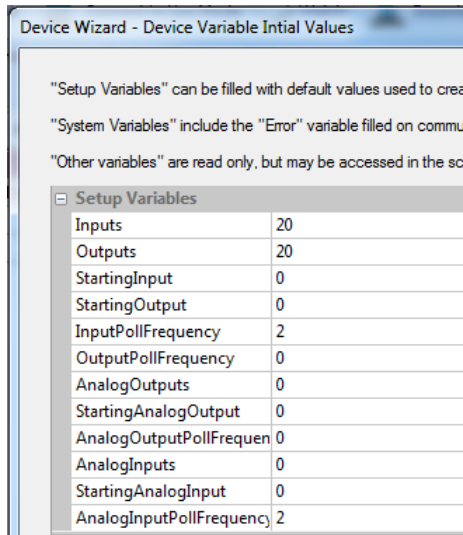 Device Wizard - Device Variable Intial Values
"Setup Variables" can be filled with default values used to crea
"System Variables" include the "Error" variable filled on commu
"Other variables" are read only, but may be accessed in the sc
Setup Variables
Inputs 20
Outputs 20
StartingInput 0
StartingOutput 0
InputPollFrequency 2
OutputPollFrequency 0
AnalogOutputs 0
StartingAnalogOutput 0
AnalogOutputPollFrequen 0
AnalogInputs 0
StartingAnalogInput 0
AnalogInputPollFrequency 2